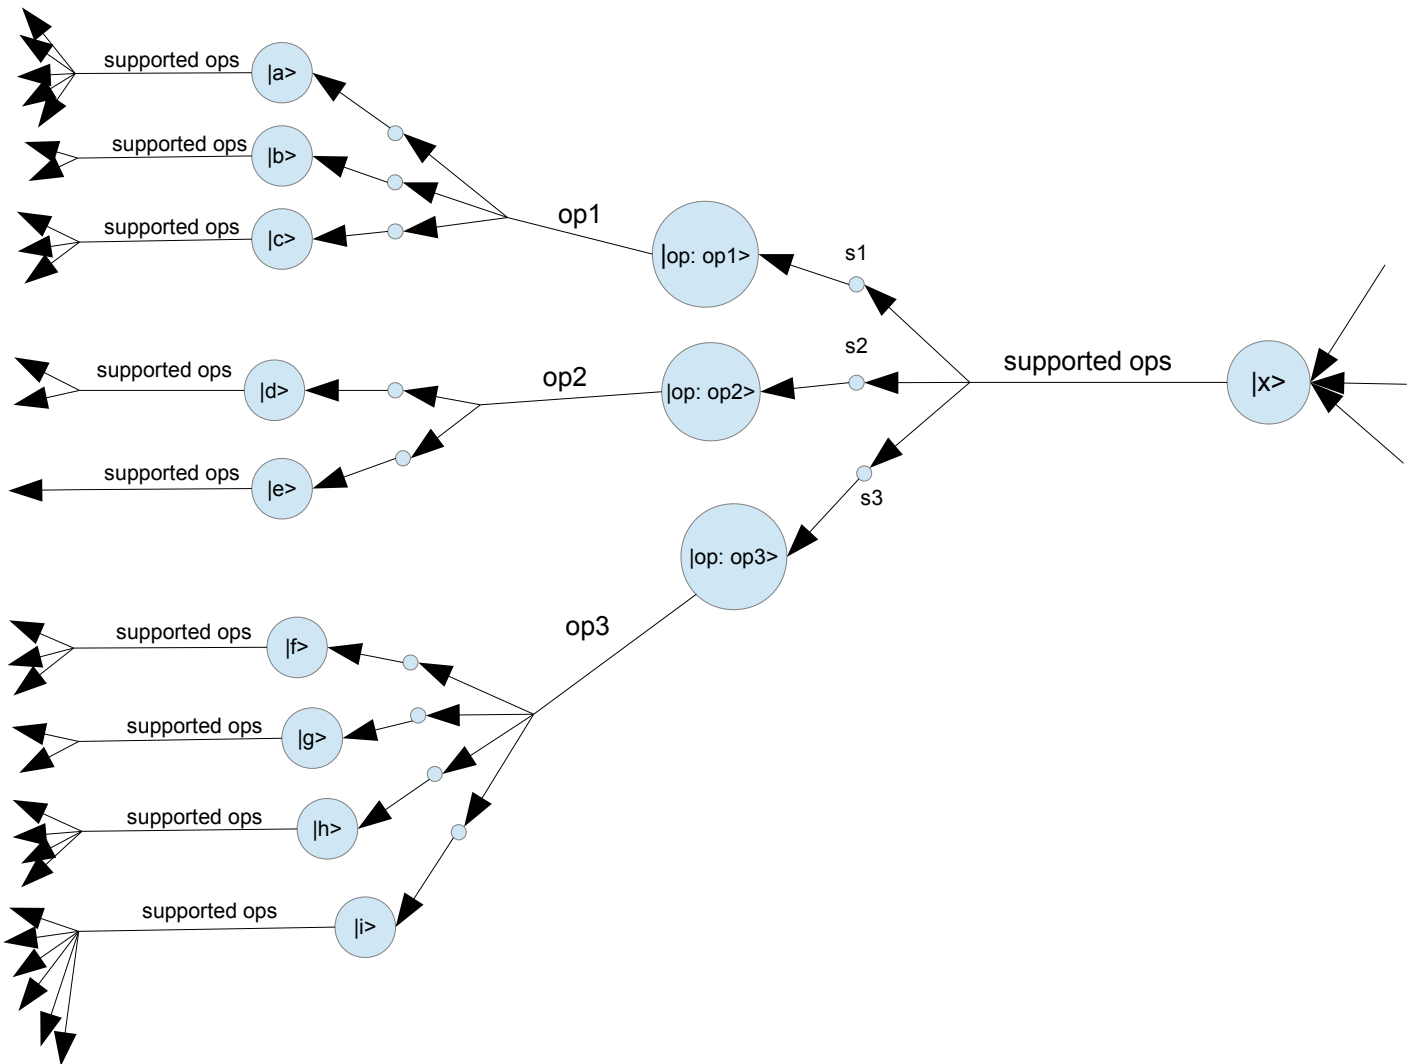 supported ops
|a>
supported ops
|b>
supported ops
|c>
op1
|op: op1>
s1
supported ops
|d>
op2
|op: op2>
s2
supported ops
|x>
supported ops
|e>
s3
|op: op3>
op3
supported ops
|f>
supported ops
|g>
supported ops
|h>
supported ops
|i>